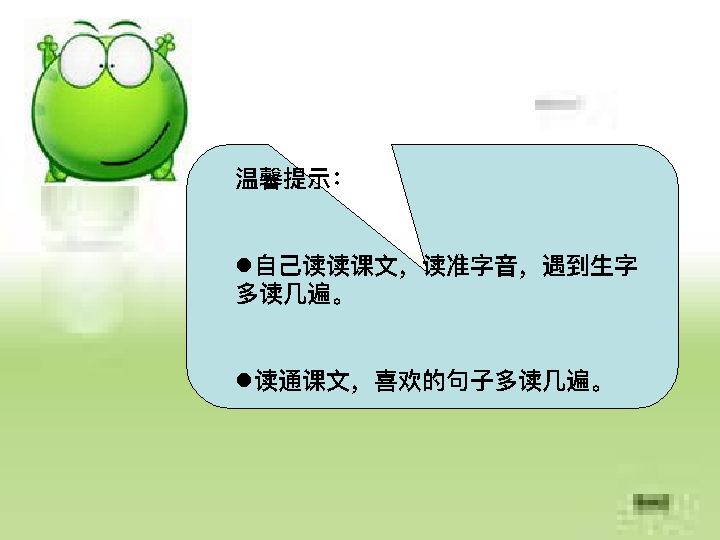 温馨提示：
●自己读读课文，读准字音，遇到生字
多读几遍。
●读通课文，喜欢的句子多读几遍。